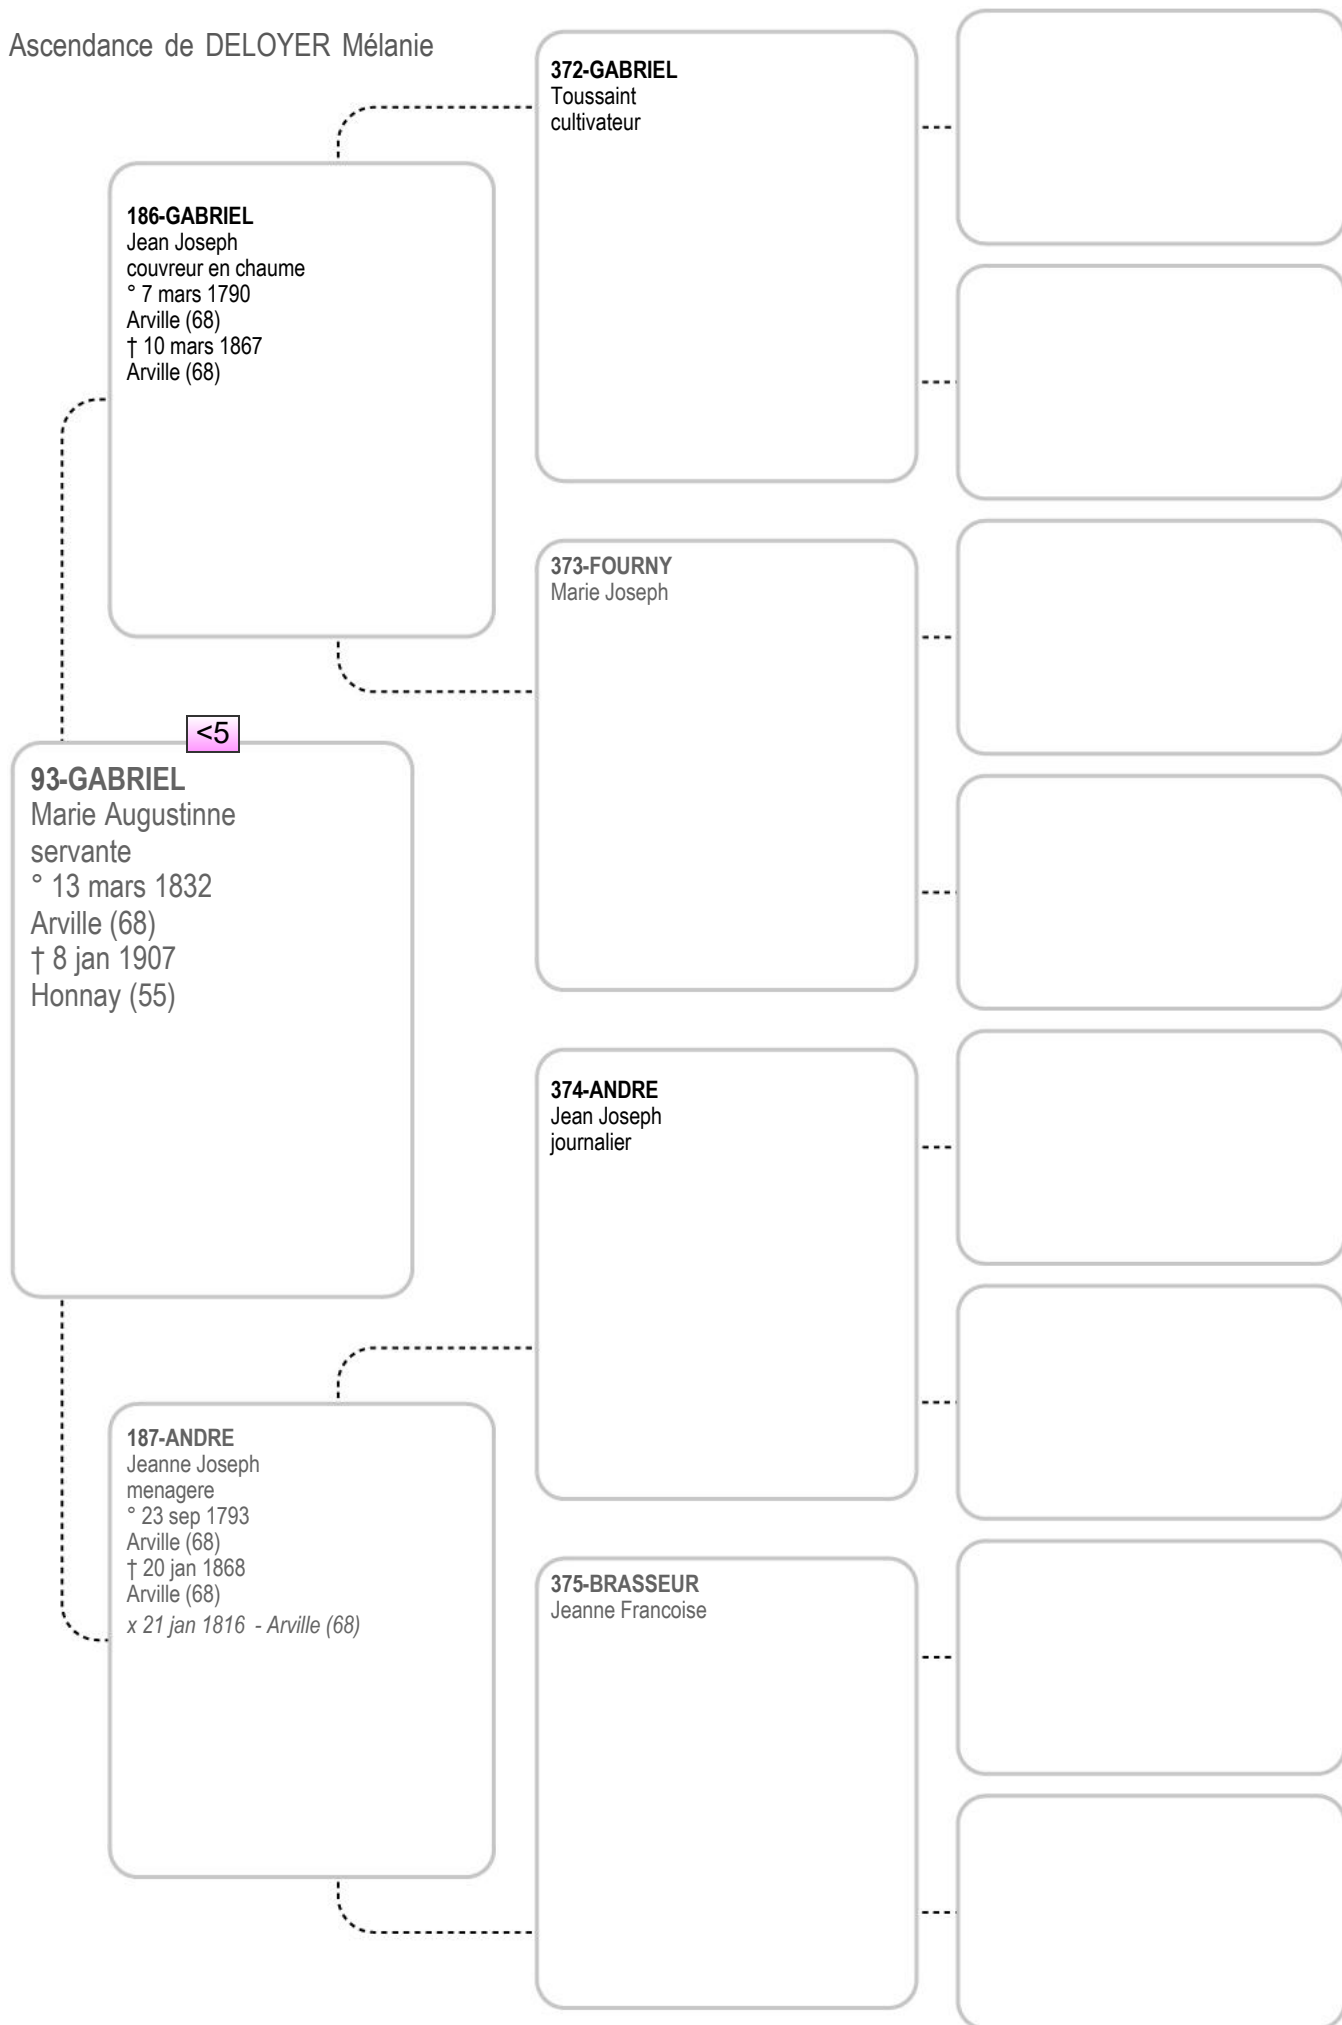 Ascendance de DELOYER Mélanie
372-GABRIEL
Toussaint
cultivateur
186-GABRIEL
Jean Joseph
couvreur en chaume
° 7 mars 1790
Arville (68)
† 10 mars 1867
Arville (68)
373-FOURNY
Marie Joseph
<5
93-GABRIEL
Marie Augustinne
servante
° 13 mars 1832
Arville (68)
† 8 jan 1907
Honnay (55)
374-ANDRE
Jean Joseph
journalier
187-ANDRE
Jeanne Joseph
menagere
° 23 sep 1793
Arville (68)
† 20 jan 1868
Arville (68)
x 21 jan 1816 - Arville (68)
375-BRASSEUR
Jeanne Francoise